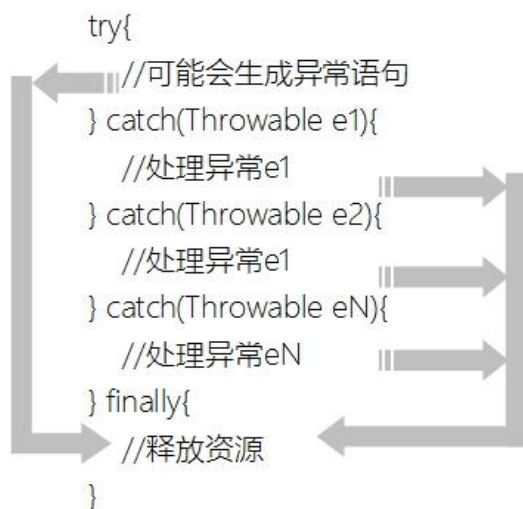 try{
//可能会生成异常语句
} catch(Throwable e1){
//处理异常e1
} catch(Throwable e2){
//处理异常e1
} catch(Throwable eN){
//处理异常eN
} finally{
//释放资源
}